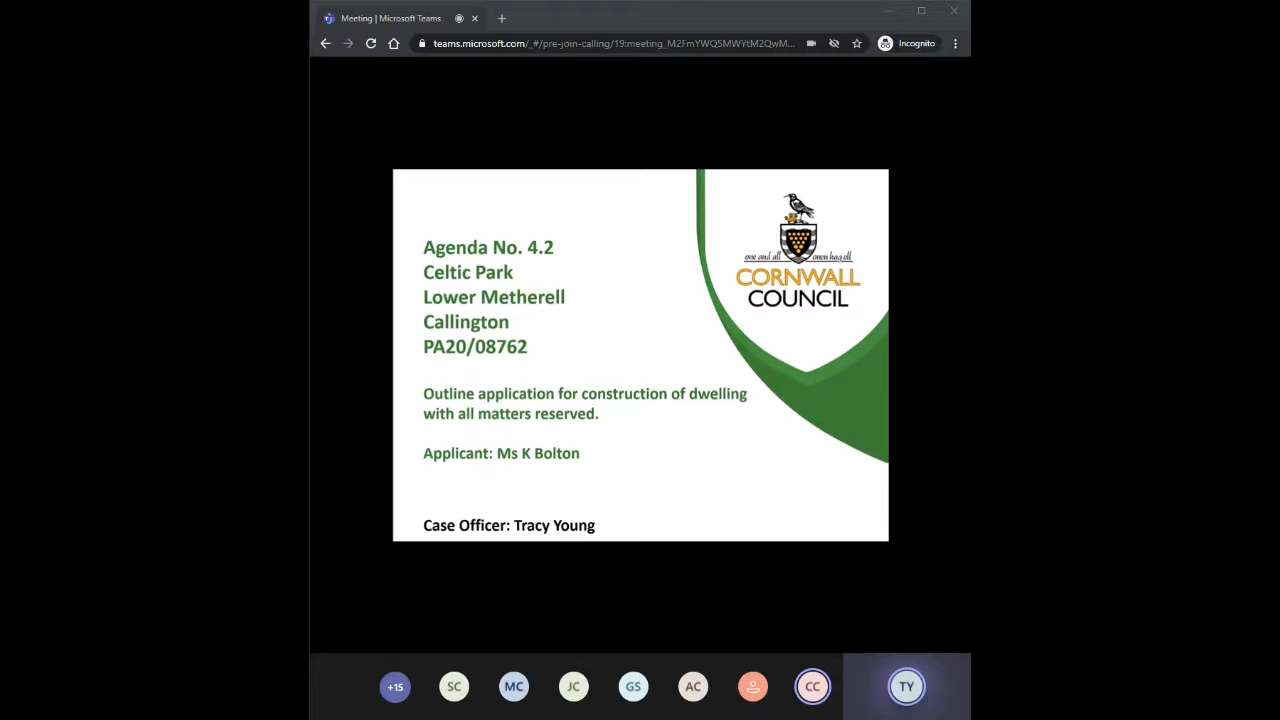 Meeting | Microsoft Teams
teams.microsoft.com/_#/pre-join-calling/19:meeting_M2FmYWQ5MWYtM2QwM...
Incognito
Agenda No. 4.2
Celtic Park
Lower Metherell
Callington
PA20/08762
one and all onen hag oll
CORNWALL
COUNCIL
Outline application for construction of dwelling
with all matters reserved.
Applicant: Ms K Bolton
Case Officer: Tracy Young
+15 SC MC JC GS AC CC TY